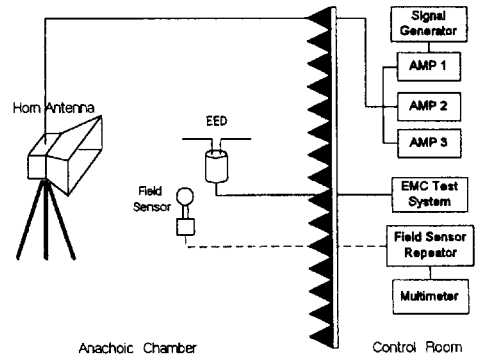 Signal
Generator
AMP 1
AMP 2
AMP 3
Horn Antenna
EED
Field
Sensor
EMC Test
System
Field Sensor
Repeator
Multimeter
Anachoic Chamber
Control Room